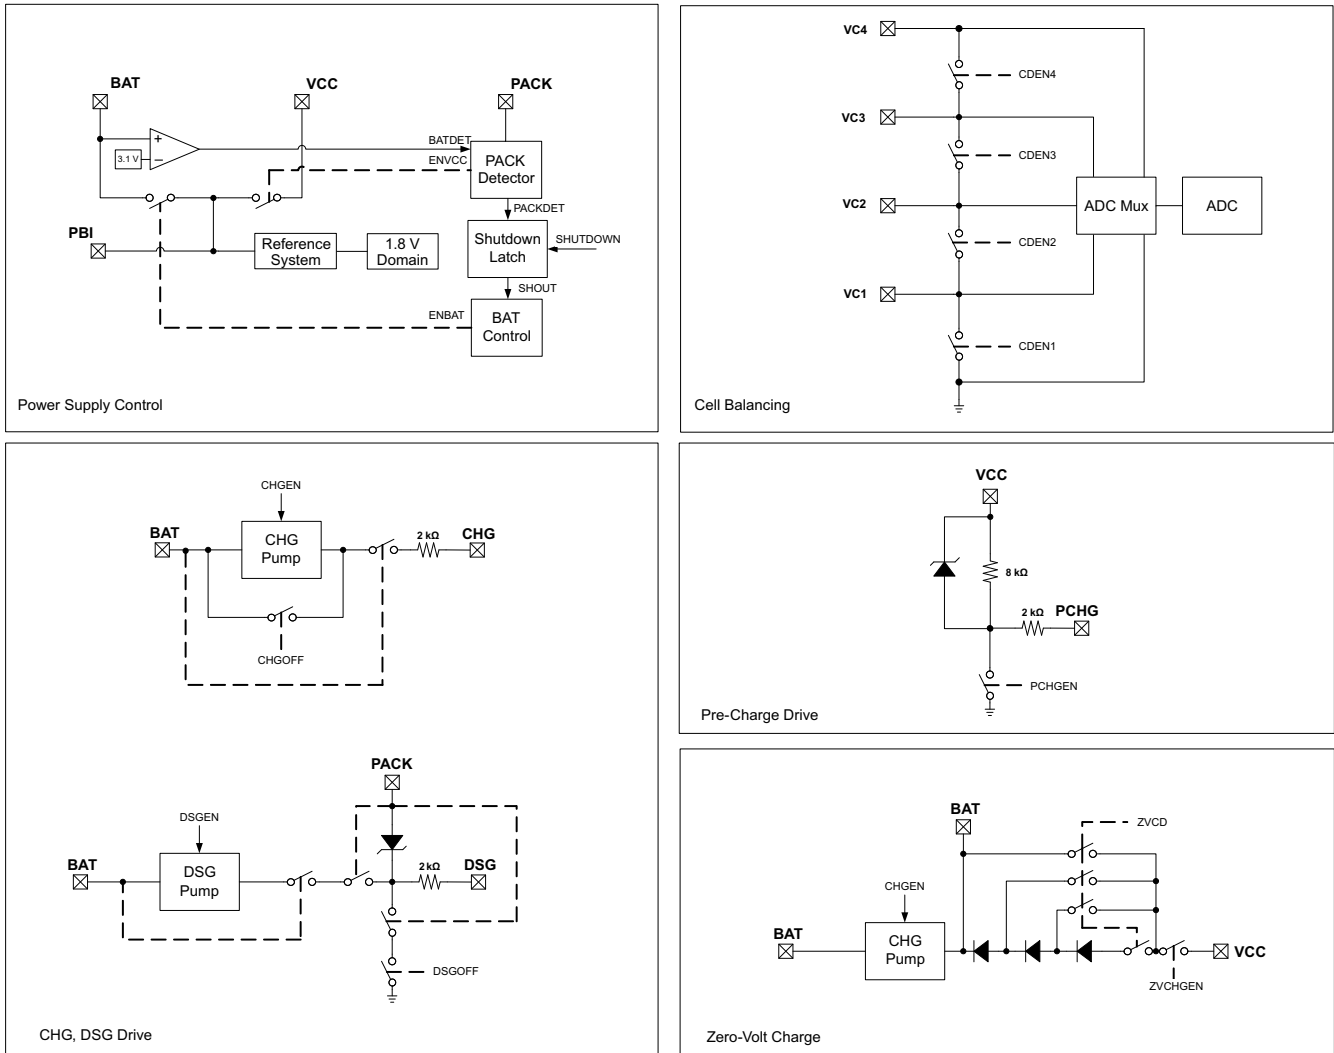 BAT
VCC
PACK
+
3.1 V
−
BATDET
ENVCC
PACK
Detector
PACKDET
PBI
Reference
System
1.8 V
Domain
Shutdown
Latch
SHUTDOWN
SHOUT
ENBAT
BAT
Control
Power Supply Control
VC4
CDEN4
VC3
CDEN3
VC2
ADC Mux
ADC
CDEN2
VC1
CDEN1
Cell Balancing
CHGEN
BAT
CHG
Pump
2 kΩ
CHG
CHGOFF
PACK
DSGEN
BAT
DSG
Pump
2 kΩ
DSG
DSGOFF
CHG, DSG Drive
VCC
8 kΩ
2 kΩ
PCHG
PCHGEN
Pre-Charge Drive
BAT
ZVCD
CHGEN
BAT
CHG
Pump
VCC
ZVCHGEN
Zero-Volt Charge